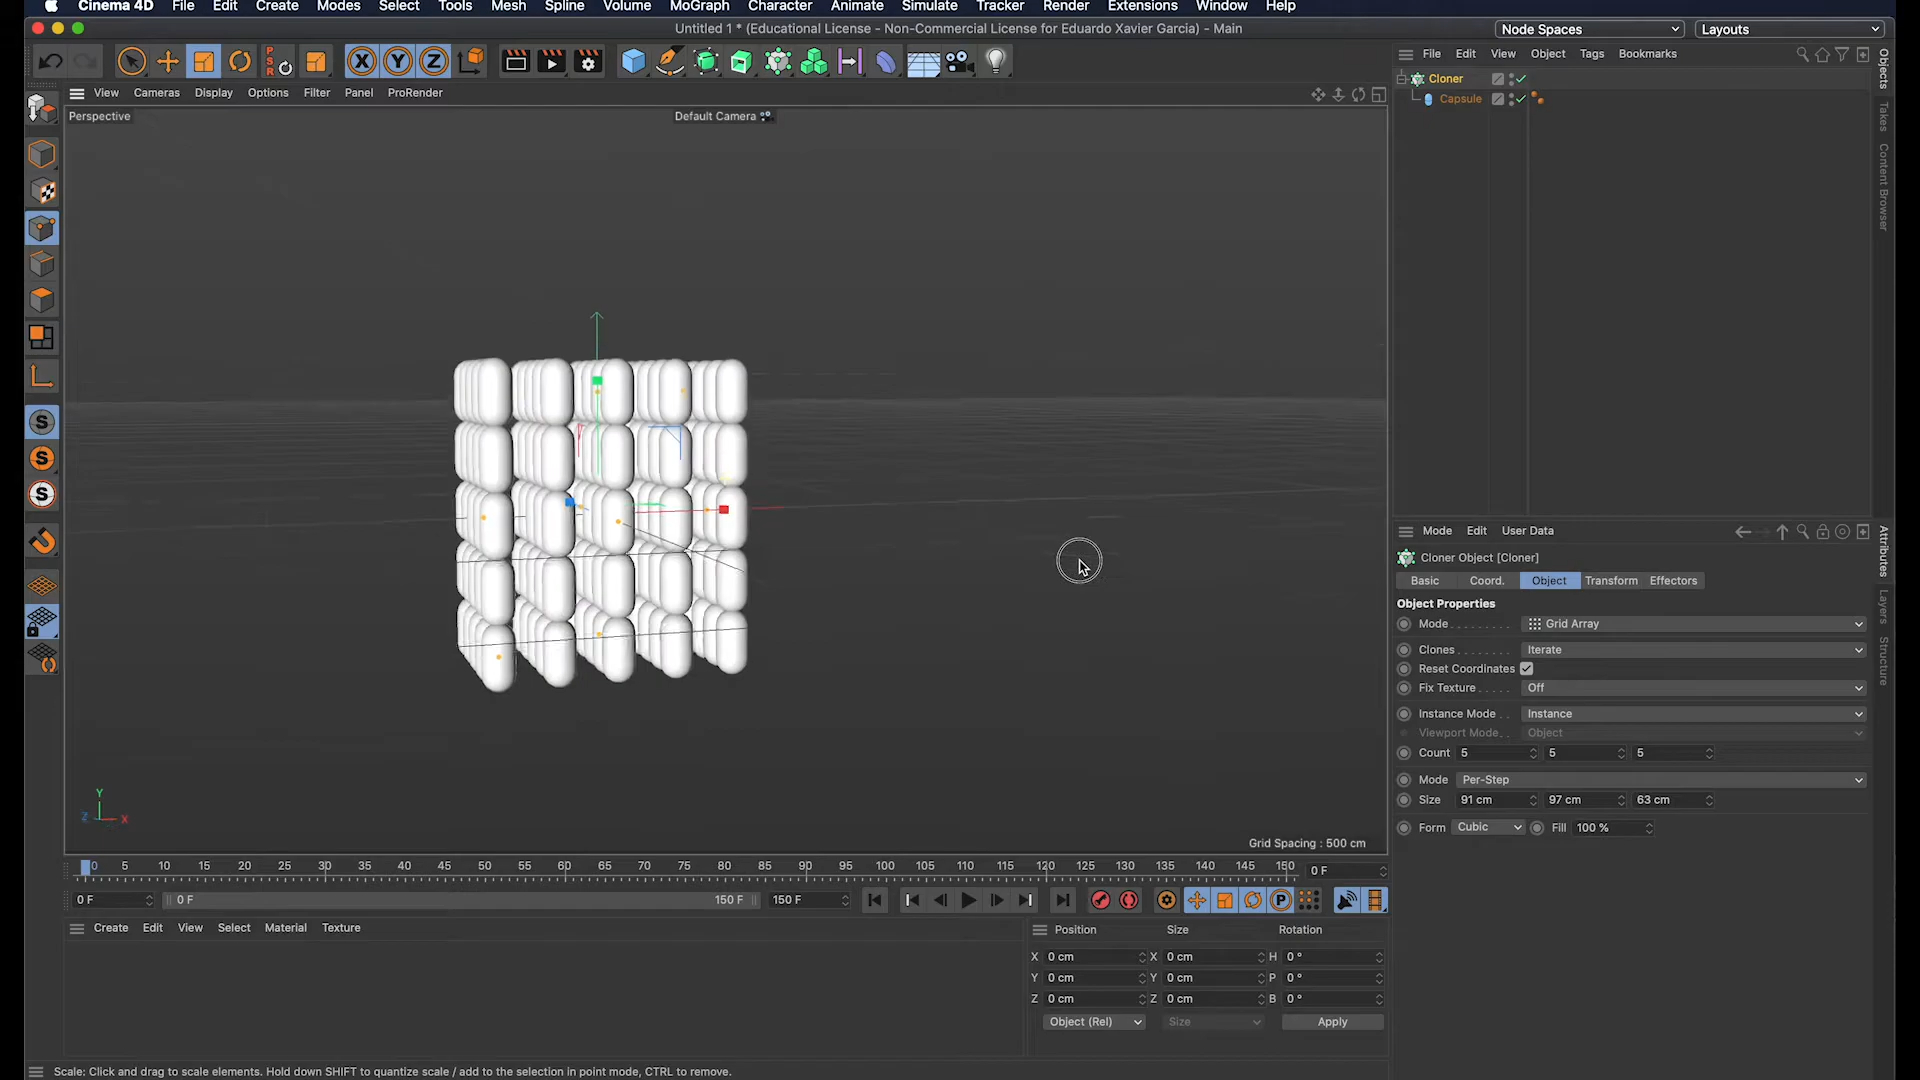 Cinema 4D File Edit Create Modes Select Tools Mesh Spline Volume MoGraph Character Animate Simulate Tracker Render Extensions Window Help
Untitled 1 * (Educational License - Non-Commercial License for Eduardo Xavier Garcia) - Main
Node Spaces Layouts
P S R X Y Z
File Edit View Object Tags Bookmarks
View Cameras Display Options Filter Panel ProRender
Perspective
Default Camera
Cloner
Capsule
Objects
Takes
Content Browser
S
S
S
Mode Edit User Data
Cloner Object [Cloner]
Basic Coord. Object Transform Effectors
Object Properties
Mode Grid Array
Clones Iterate
Reset Coordinates
Fix Texture Off
Instance Mode Instance
Viewport Mode Object
Count 5 5 5
Mode Per-Step
Size 91 cm 97 cm 63 cm
Form Cubic Fill 100 %
Attributes
Layers
Structure
Y
Z X
Grid Spacing : 500 cm
0 5 10 15 20 25 30 35 40 45 50 55 60 65 70 75 80 85 90 95 100 105 110 115 120 125 130 135 140 145 150 0 F
0 F 0 F 150 F 150 F P
Create Edit View Select Material Texture
Position Size Rotation
X 0 cm X 0 cm H 0 °
Y 0 cm Y 0 cm P 0 °
Z 0 cm Z 0 cm B 0 °
Object (Rel) Size Apply
Scale: Click and drag to scale elements. Hold down SHIFT to quantize scale / add to the selection in point mode, CTRL to remove.